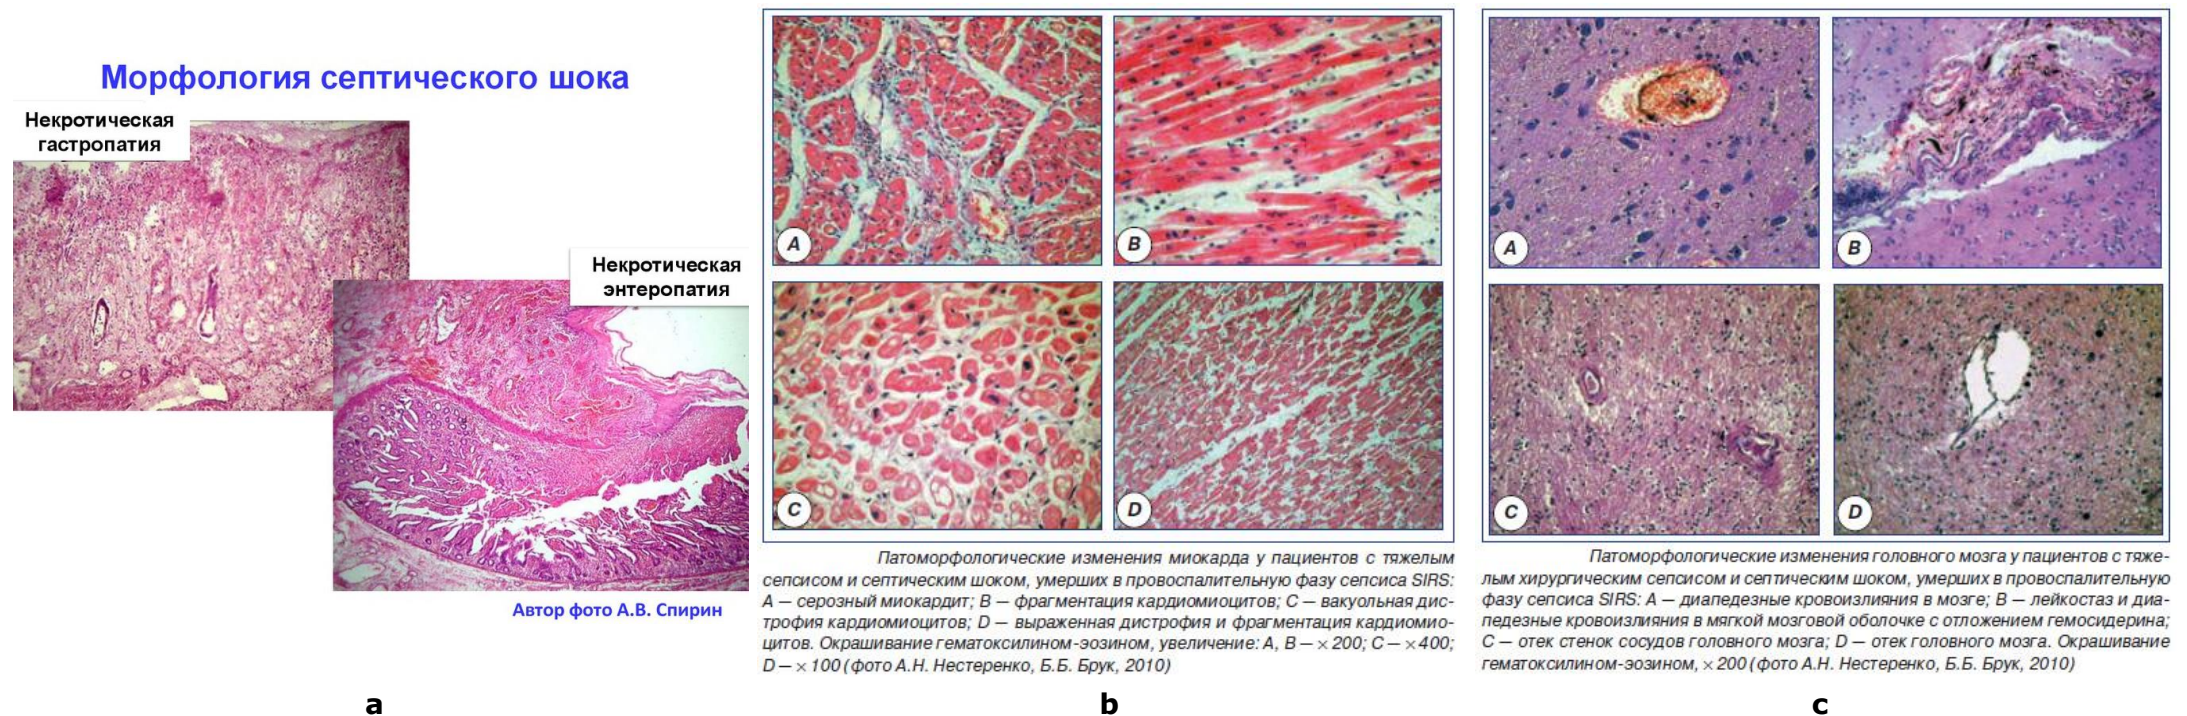 Морфология септического шока
Некротическая
гастропатия
Некротическая
энтеропатия
Автор фото А.В. Спирин
a
A
B
C
D
Патоморфологические изменения миокарда у пациентов с тяжелым
сепсисом и септическим шоком, умерших в провоспалительную фазу сепсиса SIRS:
A — серозный миокардит; B — фрагментация кардиомиоцитов; C — вакуольная дис-
трофия кардиомиоцитов; D — выраженная дистрофия и фрагментация кардиомио-
цитов. Окрашивание гематоксилином-эозином, увеличение: A, B — ×200; C — ×400;
D — ×100 (фото А.Н. Нестеренко, Б.Б. Брук, 2010)
b
A
B
C
D
Патоморфологические изменения головного мозга у пациентов с тяже-
лым хирургическим сепсисом и септическим шоком, умерших в провоспалительную
фазу сепсиса SIRS: A — диапедезные кровоизлияния в мозге; B — лейкостаз и диа-
педезные кровоизлияния в мягкой мозговой оболочке с отложением гемосидерина;
C — отек стенок сосудов головного мозга; D — отек головного мозга. Окрашивание
гематоксилином-эозином, ×200 (фото А.Н. Нестеренко, Б.Б. Брук, 2010)
c